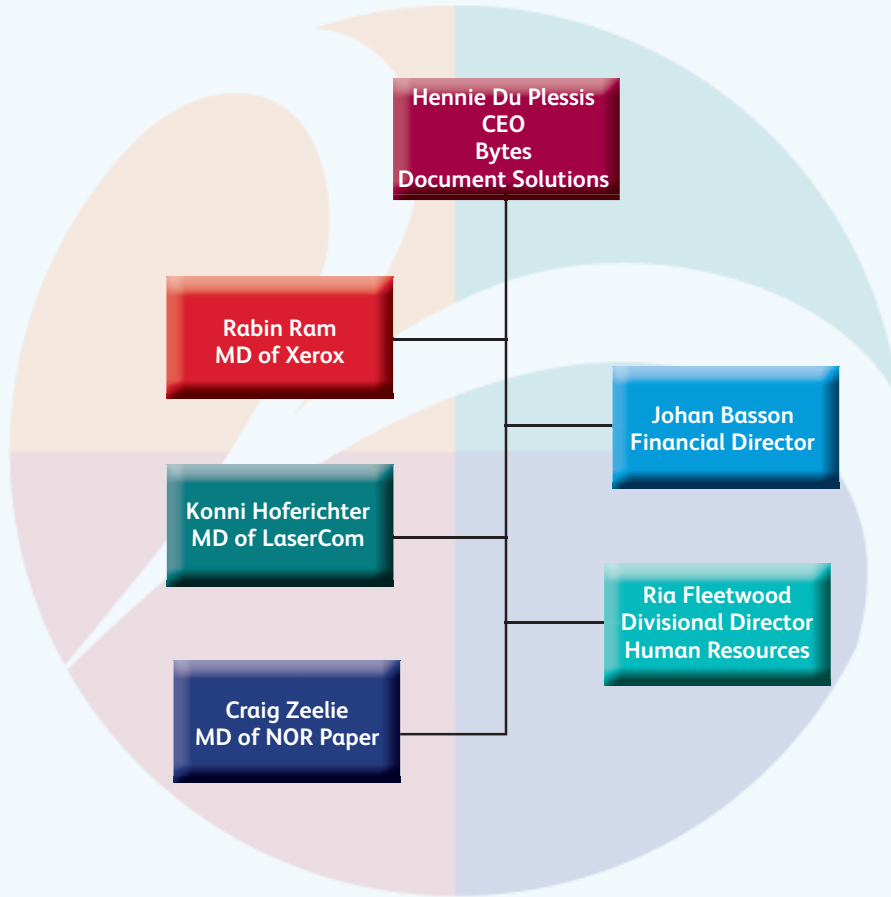 Hennie Du Plessis
CEO
Bytes
Document Solutions
Rabin Ram
MD of Xerox
Johan Basson
Financial Director
Konni Hoferichter
MD of LaserCom
Ria Fleetwood
Divisional Director
Human Resources
Craig Zeelie
MD of NOR Paper